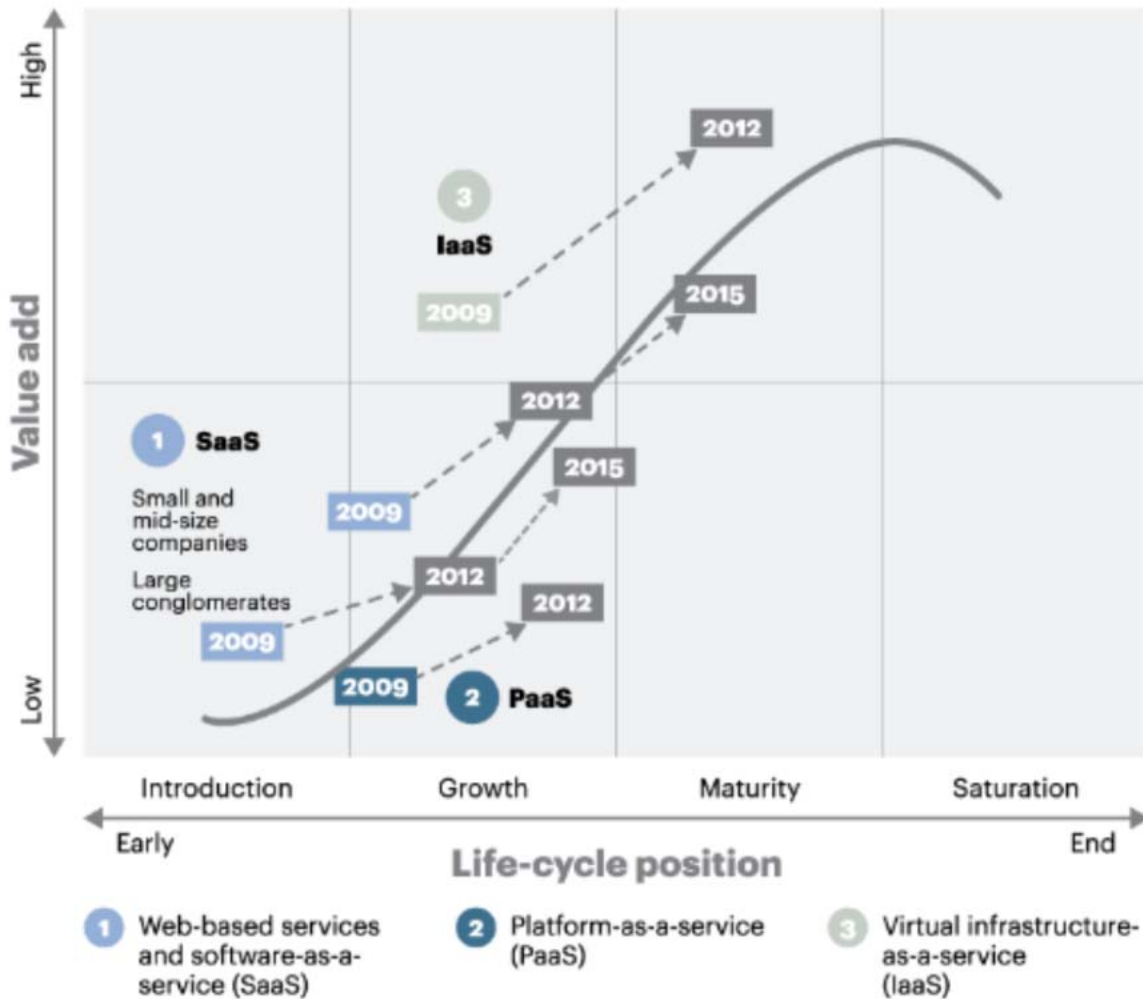 High
2012
3
IaaS
2009
2015
Value add
2012
1 SaaS
2015
Small and
mid-size
companies
2009
Large
conglomerates
2012
2012
2009
2009
2 PaaS
Low
Introduction Growth Maturity Saturation
Early End
Life-cycle position
1 Web-based services
and software-as-a-
service (SaaS)
2 Platform-as-a-service
(PaaS)
3 Virtual infrastructure-
as-a-service
(IaaS)